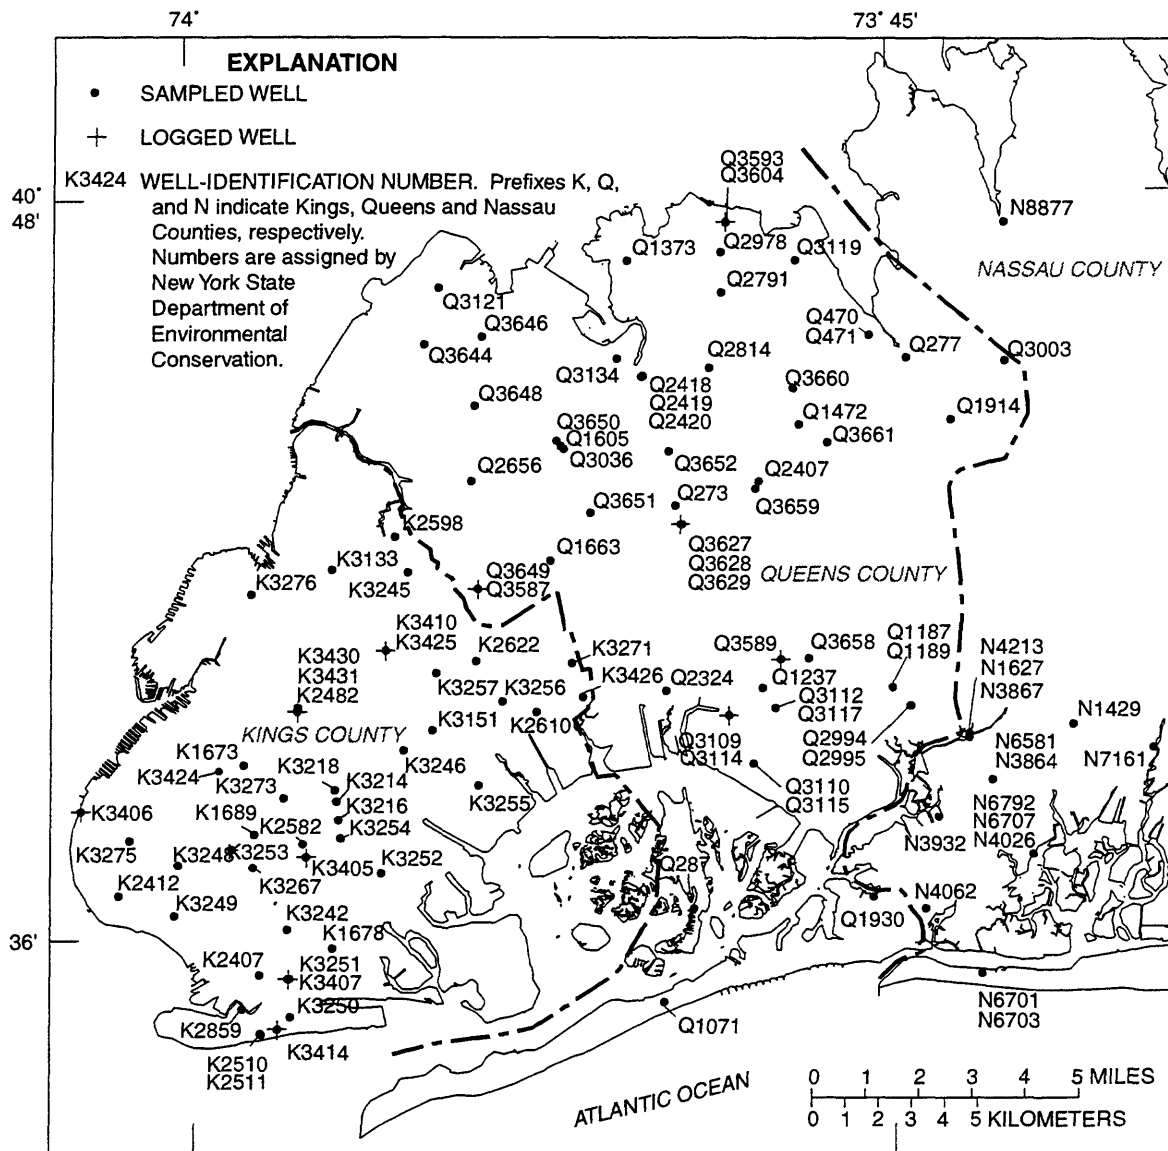 74°
73° 45'
EXPLANATION
SAMPLED WELL
LOGGED WELL
K3424 WELL-IDENTIFICATION NUMBER. Prefixes K, Q,
and N indicate Kings, Queens and Nassau
Counties, respectively.
Numbers are assigned by
New York State
Department of
Environmental
Conservation.
40°
48'
36'
Q3593
Q3604
N8877
Q1373
Q2978
Q3119
NASSAU COUNTY
Q2791
Q3121
Q3646
Q470
Q471
Q277
Q3003
Q3644
Q3134
Q2814
Q2418
Q2419
Q2420
Q3660
Q3648
Q1472
Q1914
Q3650
Q1605
Q3036
Q3661
Q3652
Q2656
Q2407
Q3659
Q3651
Q273
K2598
Q3627
Q3628
Q3629
Q1663
QUEENS COUNTY
K3133
K3276
K3245
Q3649
Q3587
K3410
K3425
K2622
K3271
Q3589
Q3658
Q1187
Q1189
N4213
N1627
N3867
K3430
K3431
K2482
K3257
K3256
K3426
Q2324
Q1237
Q3112
Q3117
N1429
K3151
K2610
KINGS COUNTY
Q3109
Q3114
Q2994
Q2995
N6581
N3864
N7161
K1673
K3424
K3273
K3218
K3214
K3246
K3216
K3255
Q3110
Q3115
K3406
K1689
K2582
K3254
N6792
N6707
N4026
N3932
K3275
K3248
K3253
K3405
K3252
Q287
K2412
K3267
K3249
K3242
N4062
Q1930
K1678
K2407
K3251
K3407
K3250
K2859
K3414
K2510
K2511
Q1071
N6701
N6703
ATLANTIC OCEAN
0 1 2 3 4 5 MILES
0 1 2 3 4 5 KILOMETERS